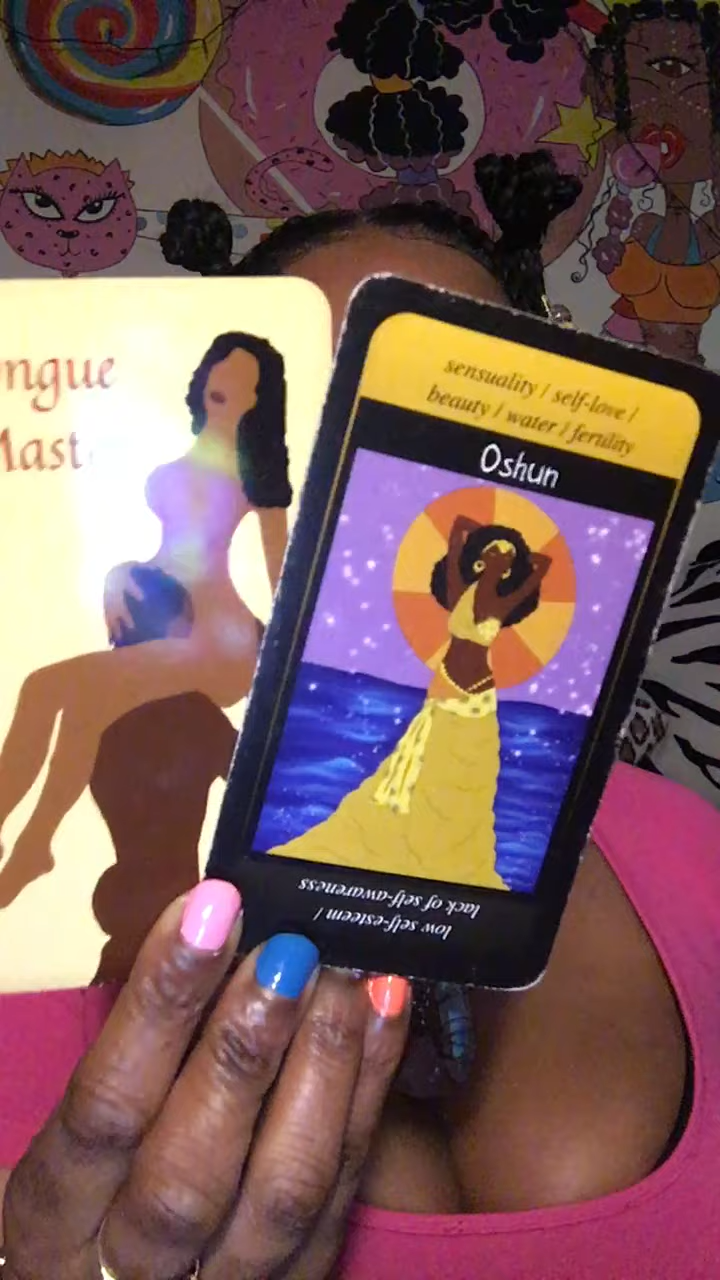 ngue
Mast
sensuality / self-love /
beauty / water / fertility
Oshun
low self-esteem /
lack of self-awareness